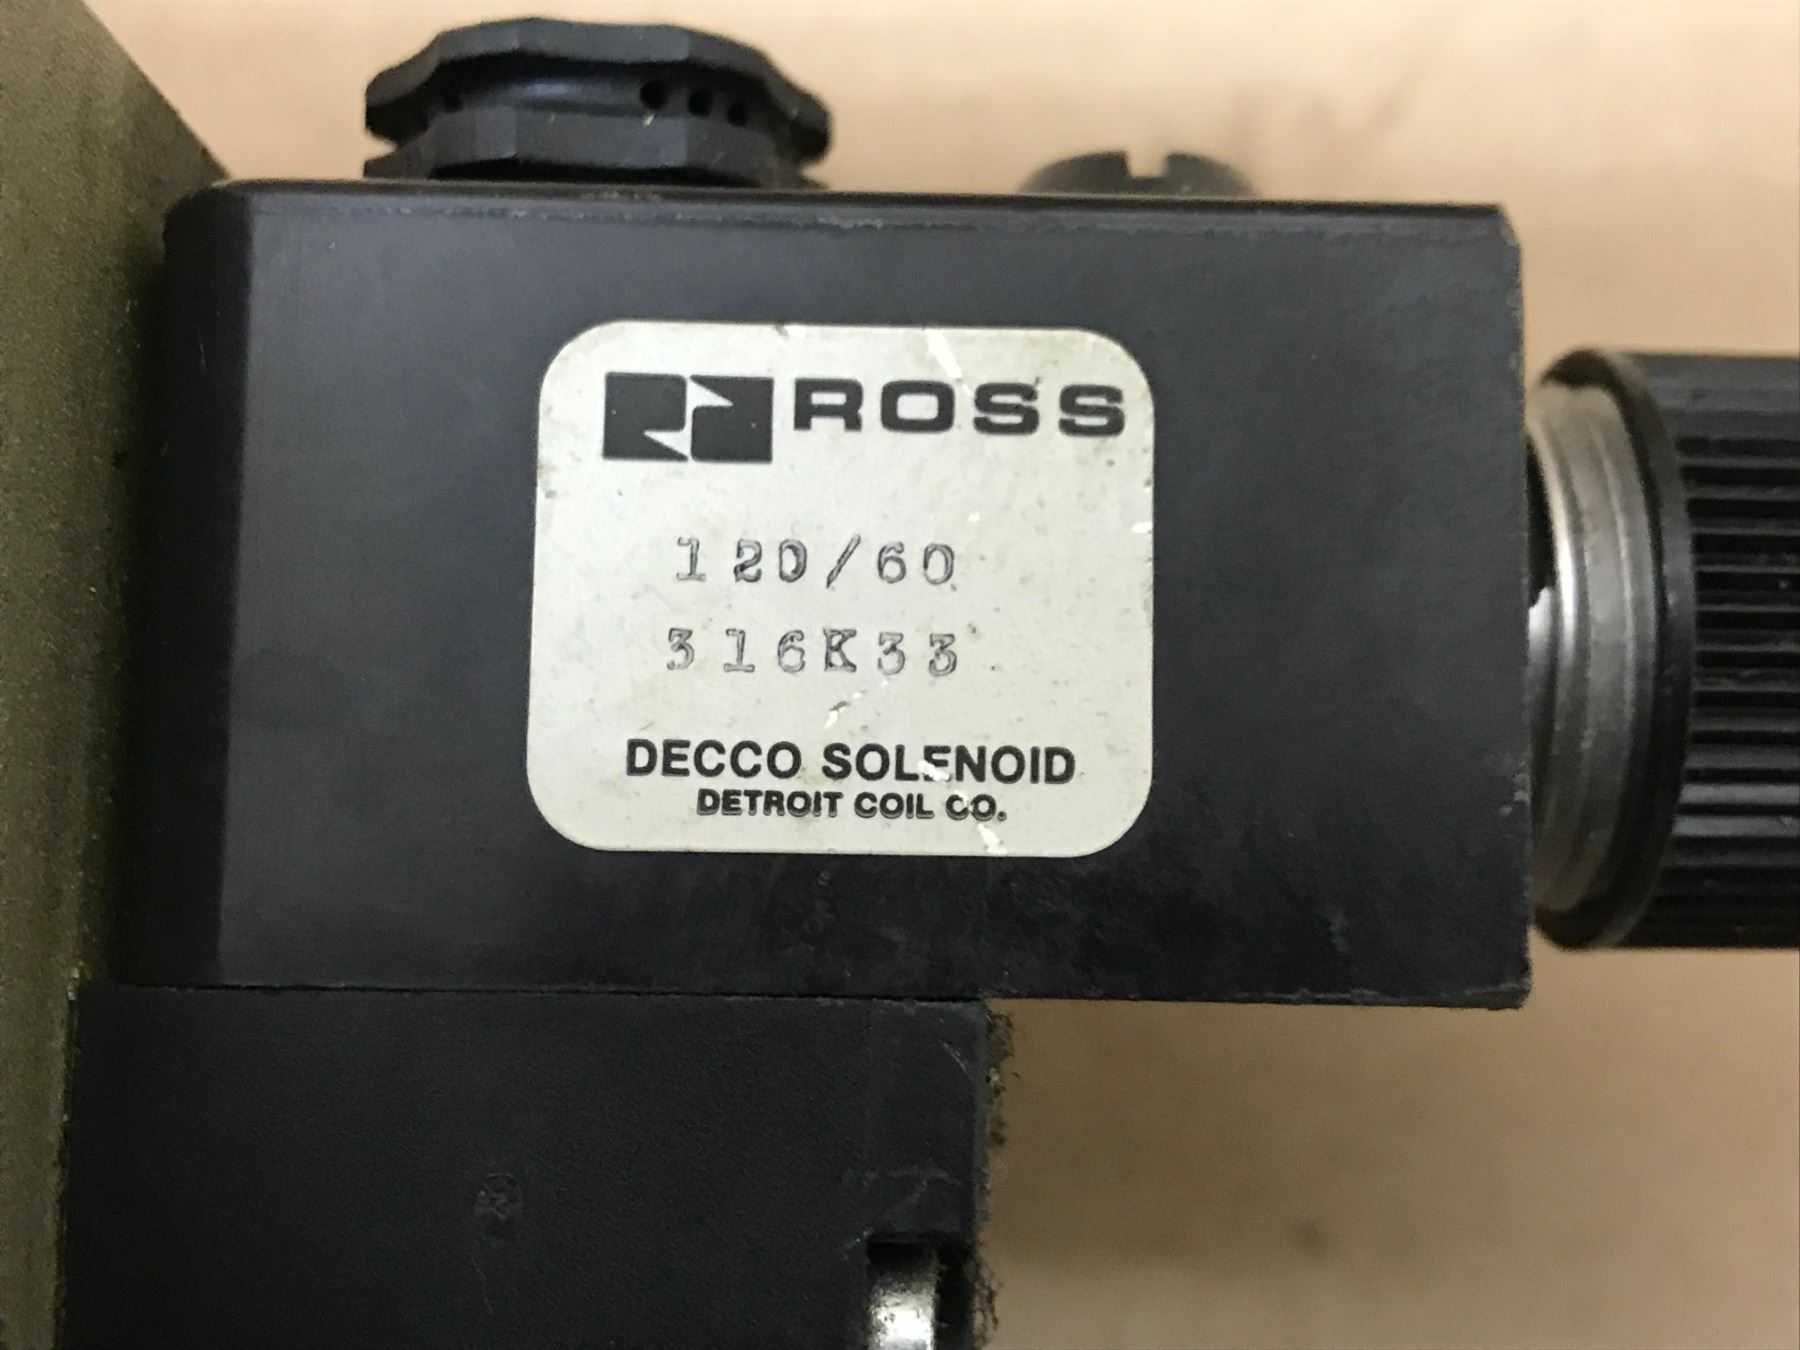 ROSS
120/60
316K33
DECCO SOLENOID
DETROIT COIL CO.